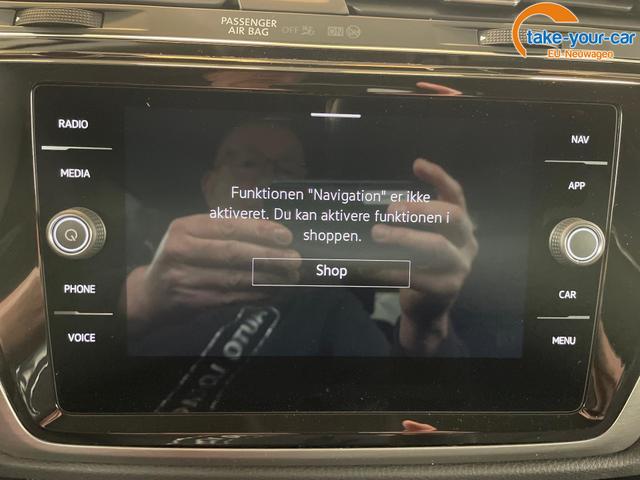 PASSENGER
AIR BAG
OFF
ON
take-your-car
EU-Neuwagen
RADIO
MEDIA
PHONE
VOICE
NAV
APP
CAR
MENU
Funktionen "Navigation" er ikke
aktiveret. Du kan aktivere funktionen i
shoppen.
Shop